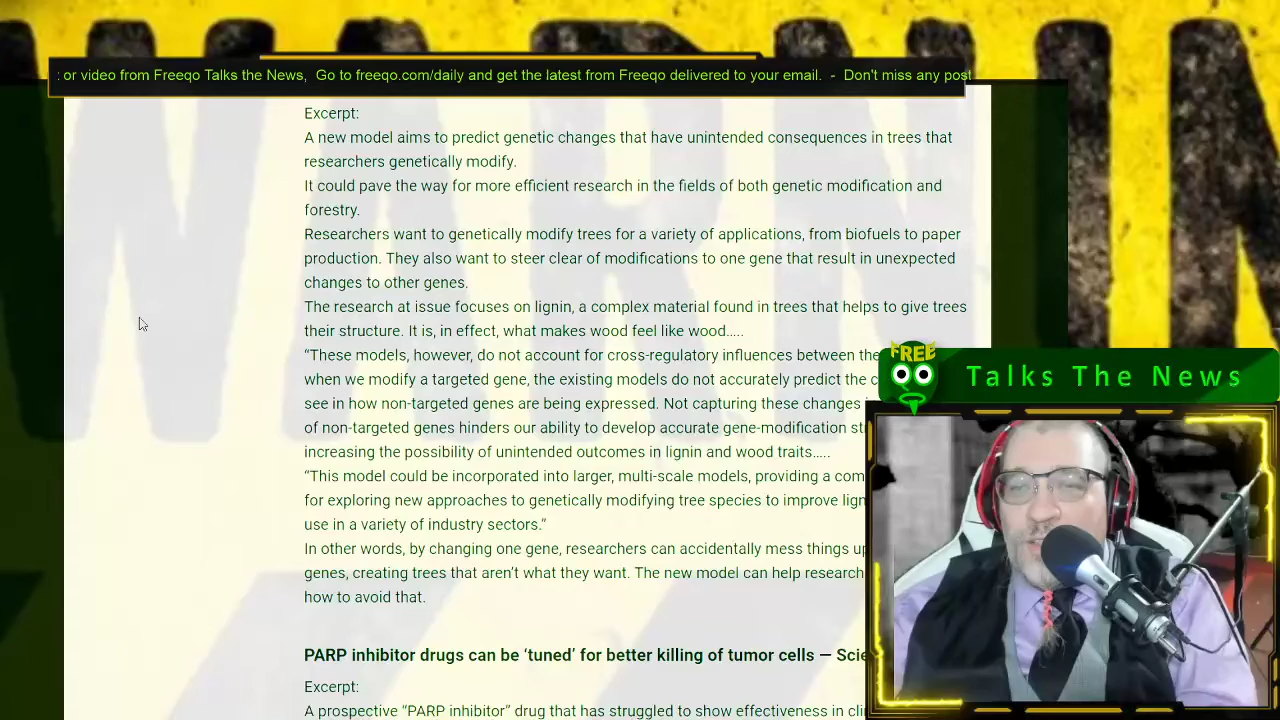 or video from Freeqo Talks the News, Go to freeqo.com/daily and get the latest from Freeqo delivered to your email. - Don't miss any post
Excerpt:
A new model aims to predict genetic changes that have unintended consequences in trees that
researchers genetically modify.
It could pave the way for more efficient research in the fields of both genetic modification and
forestry.
Researchers want to genetically modify trees for a variety of applications, from biofuels to paper
production. They also want to steer clear of modifications to one gene that result in unexpected
changes to other genes.
The research at issue focuses on lignin, a complex material found in trees that helps to give trees
their structure. It is, in effect, what makes wood feel like wood…..
“These models, however, do not account for cross-regulatory influences between the
when we modify a targeted gene, the existing models do not accurately predict the
see in how non-targeted genes are being expressed. Not capturing these changes
of non-targeted genes hinders our ability to develop accurate gene-modification
increasing the possibility of unintended outcomes in lignin and wood traits…..
“This model could be incorporated into larger, multi-scale models, providing a
for exploring new approaches to genetically modifying tree species to improve
use in a variety of industry sectors.”
In other words, by changing one gene, researchers can accidentally mess things
genes, creating trees that aren’t what they want. The new model can help
how to avoid that.
PARP inhibitor drugs can be ‘tuned’ for better killing of tumor cells —
Excerpt:
A prospective “PARP inhibitor” drug that has struggled to show effectiveness in
FREE
Talks The News